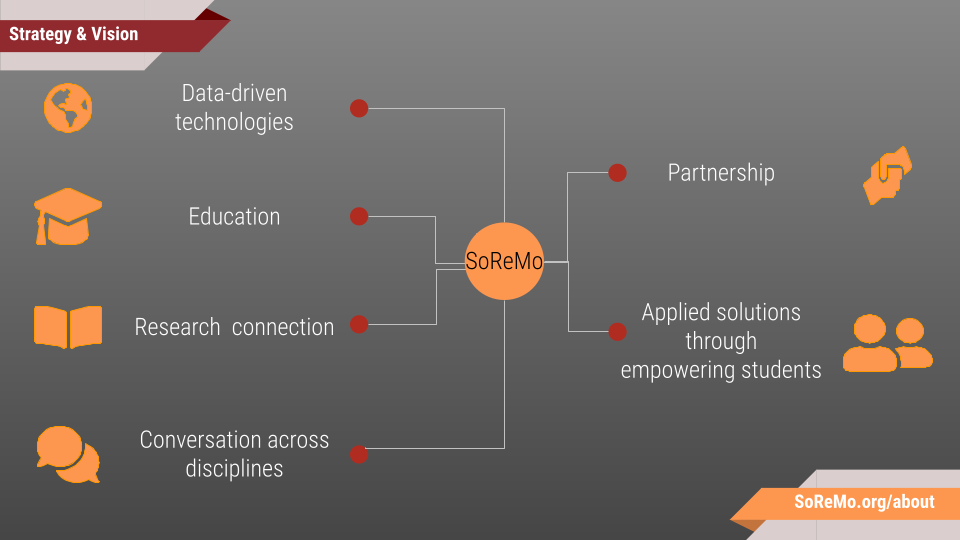 Strategy & Vision
Data-driven
technologies
Education
Research connection
Conversation across
disciplines
SoReMo
Partnership
Applied solutions
through
empowering students
SoReMo.org/about